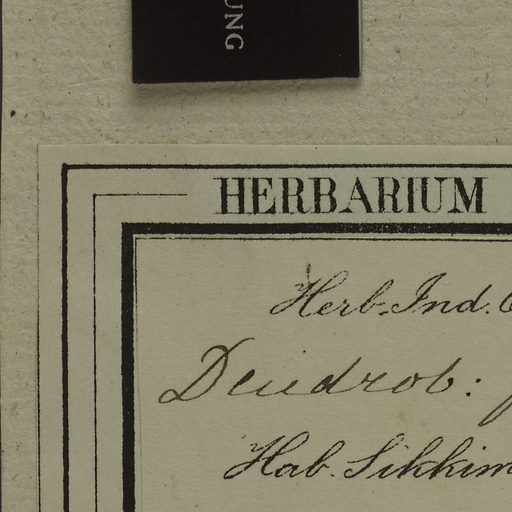 UNG
HERBARIUM
Herb. Ind.
Dendrob:
Hab. Sikkim